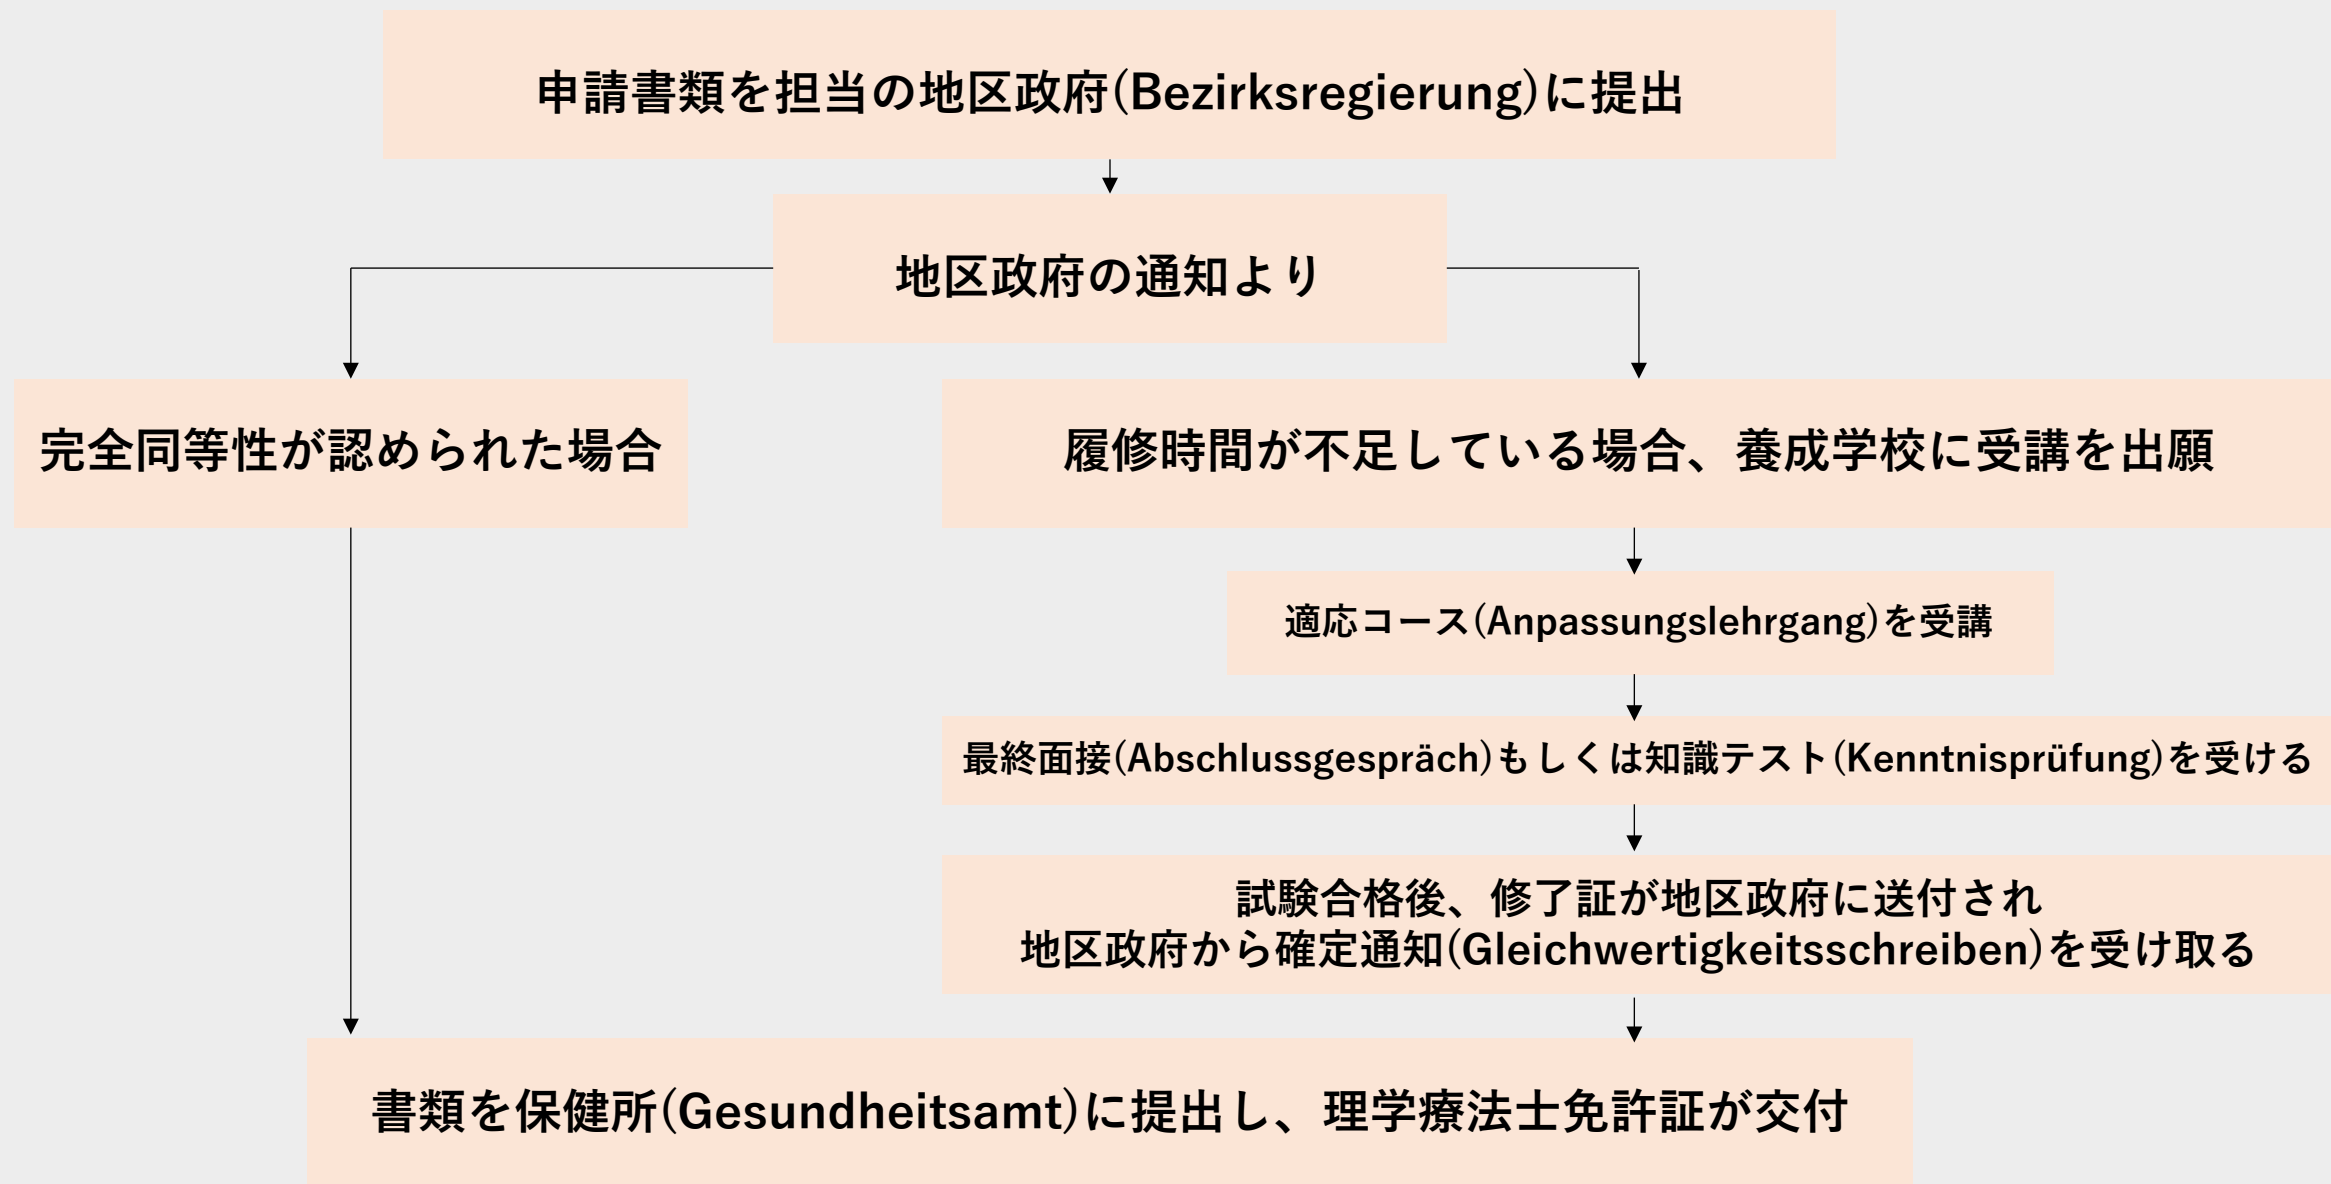 申請書類を担当の地区政府(Bezirksregierung)に提出
地区政府の通知より
完全同等性が認められた場合
履修時間が不足している場合、養成学校に受講を出願
適応コース(Anpassungslehrgang)を受講
最終面接(Abschlussgespräch)もしくは知識テスト(Kenntnisprüfung)を受ける
試験合格後、修了証が地区政府に送付され
地区政府から確定通知(Gleichwertigkeitsschreiben)を受け取る
書類を保健所(Gesundheitsamt)に提出し、理学療法士免許証が交付